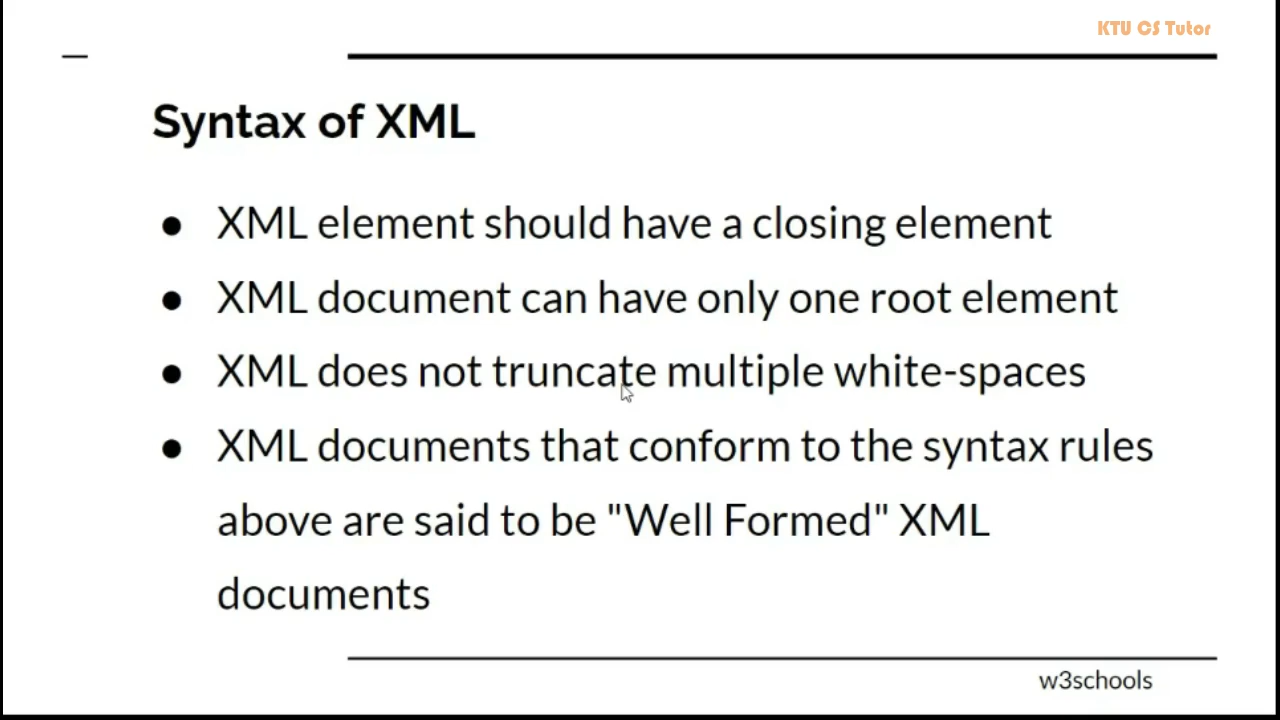 KTU CS Tutor
Syntax of XML
● XML element should have a closing element
● XML document can have only one root element
● XML does not truncate multiple white-spaces
● XML documents that conform to the syntax rules
above are said to be "Well Formed" XML
documents
w3schools